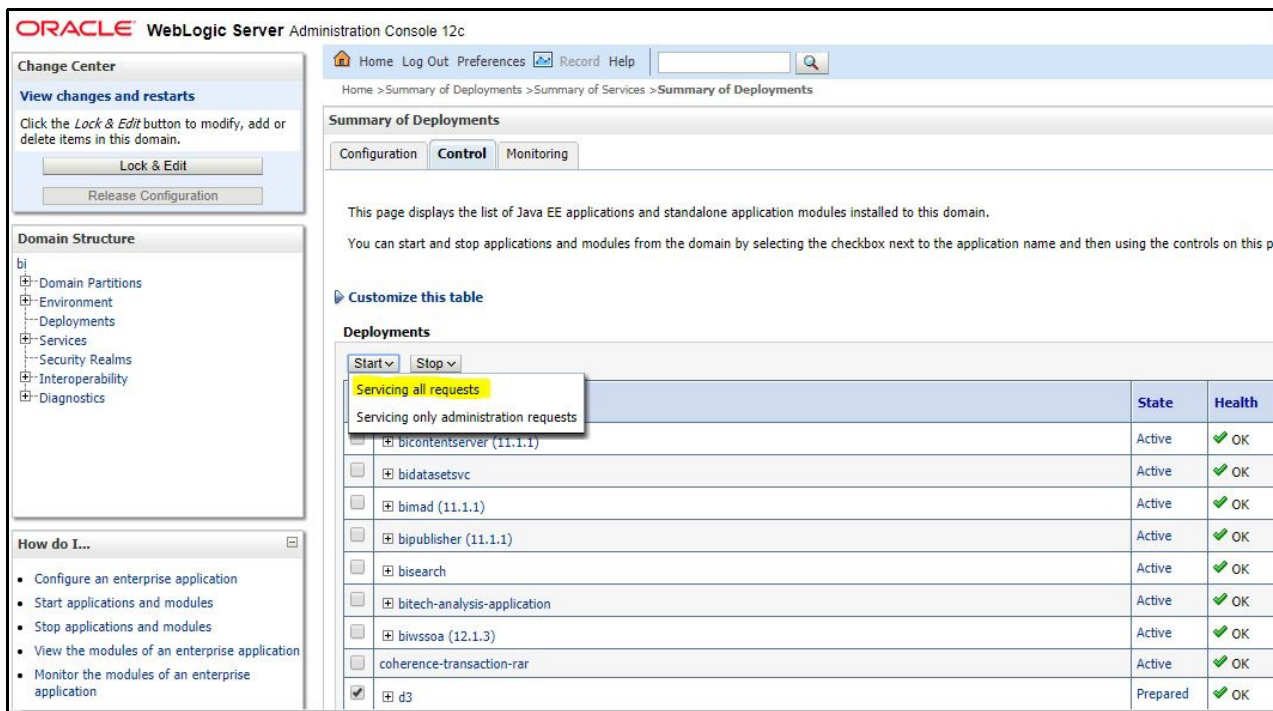 ORACLE WebLogic Server Administration Console 12c
Change Center
View changes and restarts
Click the Lock & Edit button to modify, add or
delete items in this domain.
Lock & Edit
Release Configuration
Domain Structure
bi
Domain Partitions
Environment
Deployments
Services
Security Realms
Interoperability
Diagnostics
How do I...
Configure an enterprise application
Start applications and modules
Stop applications and modules
View the modules of an enterprise application
Monitor the modules of an enterprise
application
Home Log Out Preferences Record Help
Home >Summary of Deployments >Summary of Services >Summary of Deployments
Summary of Deployments
Configuration Control Monitoring
This page displays the list of Java EE applications and standalone application modules installed to this domain.
You can start and stop applications and modules from the domain by selecting the checkbox next to the application name and then using the controls on this p
Customize this table
Deployments
Start Stop
Servicing all requests
Servicing only administration requests
State Health
bicontentserver (11.1.1) Active OK
bidatasetsvc Active OK
bimad (11.1.1) Active OK
bipublisher (11.1.1) Active OK
bisearch Active OK
bitech-analysis-application Active OK
biwssoa (12.1.3) Active OK
coherence-transaction-rar Active OK
d3 Prepared OK